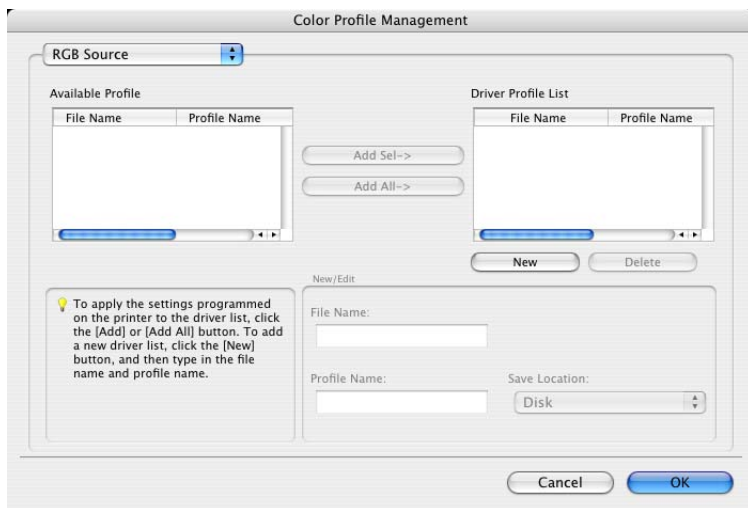 Color Profile Management
RGB Source
Available Profile
File Name Profile Name
Add Sel->
Add All->
Driver Profile List
File Name Profile Name
New Delete
To apply the settings programmed
on the printer to the driver list, click
the [Add] or [Add All] button. To add
a new driver list, click the [New]
button, and then type in the file
name and profile name.
New/Edit
File Name:
Profile Name:
Save Location:
Disk
Cancel OK